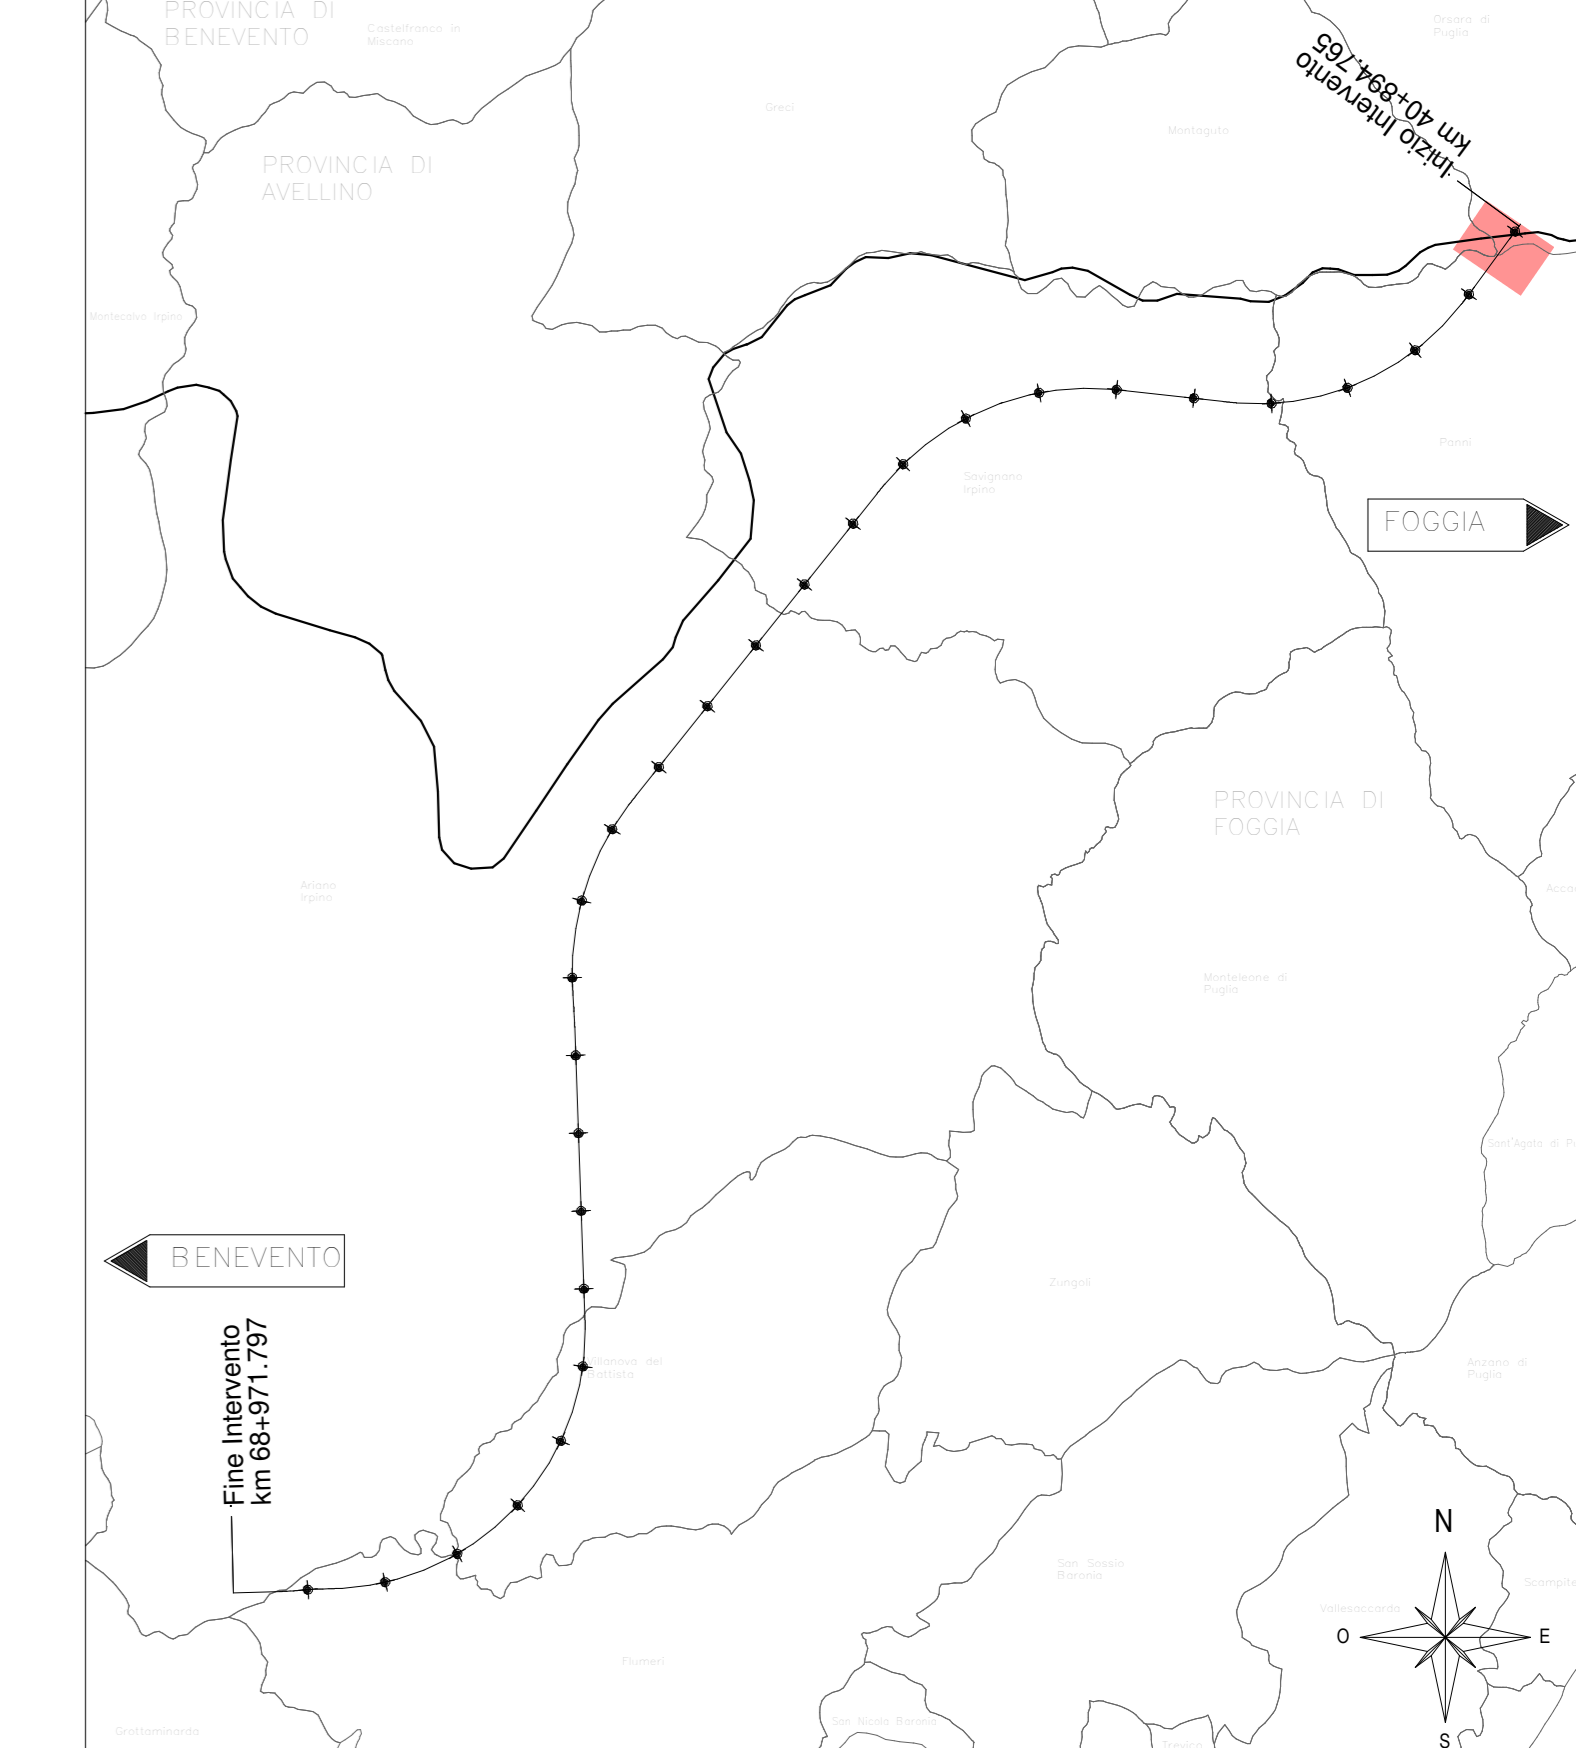 PROVINCIA DI
BENEVENTO
Castelfranco in
Miscano
Orsara di
Puglia
Inizio Intervento
km 40+894.765
Greci
Montaguto
PROVINCIA DI
AVELLINO
Montecalvo Irpino
Panni
Savignano
Irpino
FOGGIA
PROVINCIA DI
FOGGIA
Ariano
Irpino
Monteleone di
Puglia
Sant'Agata di
BENEVENTO
Zungoli
Fine Intervento
km 68+971.797
Villanova del
Battista
Anzano di
Puglia
N
San Sossio
Baronia
Vallesaccarda
O
E
Flumeri
San Nicola Baronia
Grottaminarda
Trevico
S